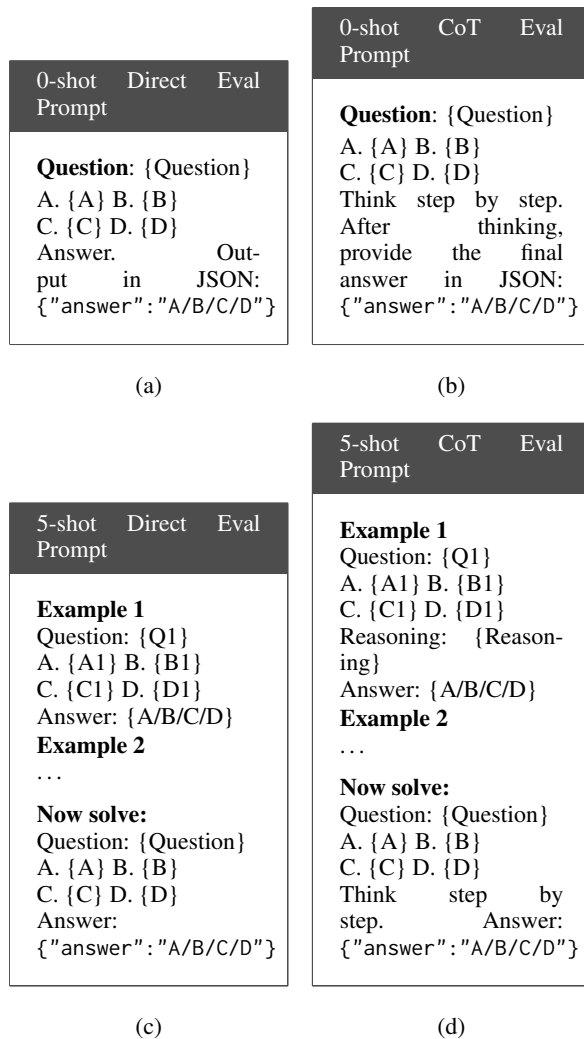 0-shot Direct Eval
Prompt
Question: {Question}
A. {A} B. {B}
C. {C} D. {D}
Answer. Out-
put in JSON:
{"answer":"A/B/C/D"}
(a)
0-shot CoT Eval
Prompt
Question: {Question}
A. {A} B. {B}
C. {C} D. {D}
Think step by step.
After thinking,
provide the final
answer in JSON:
{"answer":"A/B/C/D"}
(b)
5-shot Direct Eval
Prompt
Example 1
Question: {Q1}
A. {A1} B. {B1}
C. {C1} D. {D1}
Answer: {A/B/C/D}
Example 2
...
Now solve:
Question: {Question}
A. {A} B. {B}
C. {C} D. {D}
Answer:
{"answer":"A/B/C/D"}
(c)
5-shot CoT Eval
Prompt
Example 1
Question: {Q1}
A. {A1} B. {B1}
C. {C1} D. {D1}
Reasoning: {Reason-
ing}
Answer: {A/B/C/D}
Example 2
...
Now solve:
Question: {Question}
A. {A} B. {B}
C. {C} D. {D}
Think step by
step. Answer:
{"answer":"A/B/C/D"}
(d)